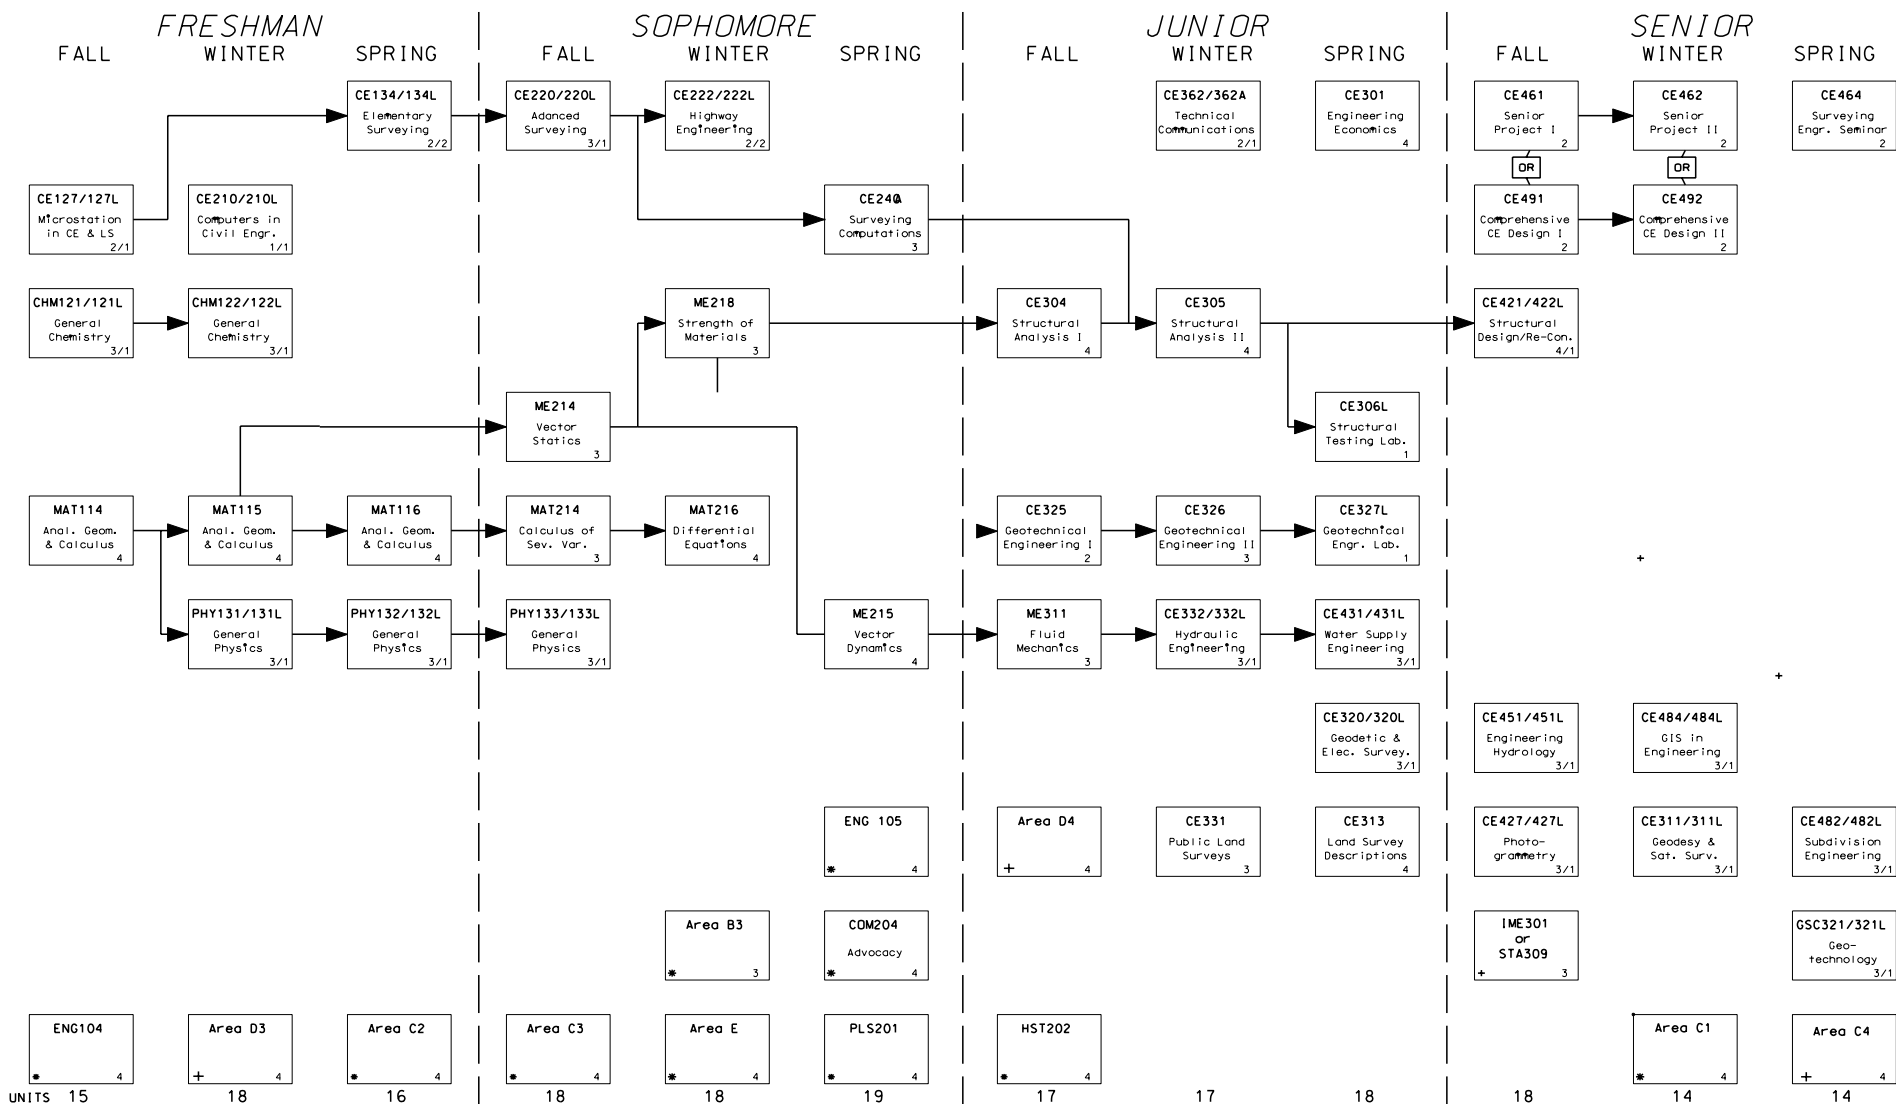 FRESHMAN
SOPHOMORE
JUNIOR
SENIOR
FALL
WINTER
SPRING
FALL
WINTER
SPRING
FALL
WINTER
SPRING
FALL
WINTER
SPRING
CE134/134L
Elementary
Surveying
2/2
CE220/220L
Adanced
Surveying
3/1
CE222/222L
Highway
Engineering
2/2
CE362/362A
Technical
Communications
2/1
CE301
Engineering
Economics
4
CE461
Senior
Project I
2
CE462
Senior
Project II
2
CE464
Surveying
Engr. Seminar
2
OR
OR
CE127/127L
Microstation
in CE & LS
2/1
CE210/210L
Computers in
Civil Engr.
1/1
Surveying
Computations
3
CE491
Comprehensive
CE Design I
2
CE492
Comprehensive
CE Design II
2
CHM121/121L
General
Chemistry
3/1
CHM122/122L
General
Chemistry
3/1
ME218
Strength of
Materials
3
CE304
Structural
Analysis I
4
CE305
Structural
Analysis II
4
CE421/422L
Structural
Design/Re-Con.
4/1
ME214
Vector
Statics
3
CE306L
Structural
Testing Lab.
1
MAT114
Anal. Geom.
& Calculus
4
MAT115
Anal. Geom.
& Calculus
4
MAT116
Anal. Geom.
& Calculus
4
MAT214
Calculus of
Sev. Var.
3
MAT216
Differential
Equations
4
CE325
Geotechnical
Engineering I
2
CE326
Geotechnical
Engineering II
3
CE327L
Geotechnical
Engr. Lab.
1
+
PHY131/131L
General
Physics
3/1
PHY132/132L
General
Physics
3/1
PHY133/133L
General
Physics
3/1
ME215
Vector
Dynamics
4
ME311
Fluid
Mechanics
3
CE332/332L
Hydraulic
Engineering
3/1
CE431/431L
Water Supply
Engineering
3/1
+
CE320/320L
Geodetic &
Elec. Survey.
3/1
CE451/451L
Engineering
Hydrology
3/1
CE484/484L
GIS in
Engineering
3/1
ENG 105
* 4
Area D4
+ 4
CE331
Public Land
Surveys
3
CE313
Land Survey
Descriptions
4
CE427/427L
Photo-
grammetry
3/1
CE311/311L
Geodesy &
Sat. Surv.
3/1
CE482/482L
Subdivision
Engineering
3/1
Area B3
* 3
COM204
Advocacy
* 4
IME301
or
STA309
+ 3
GSC321/321L
Geo-
technology
3/1
ENG104
* 4
Area D3
+ 4
Area C2
* 4
Area C3
* 4
Area E
* 4
PLS201
* 4
HST202
* 4
Area C1
* 4
Area C4
+ 4
UNITS 15 18 16 18 18 19 17 17 18 18 14 14